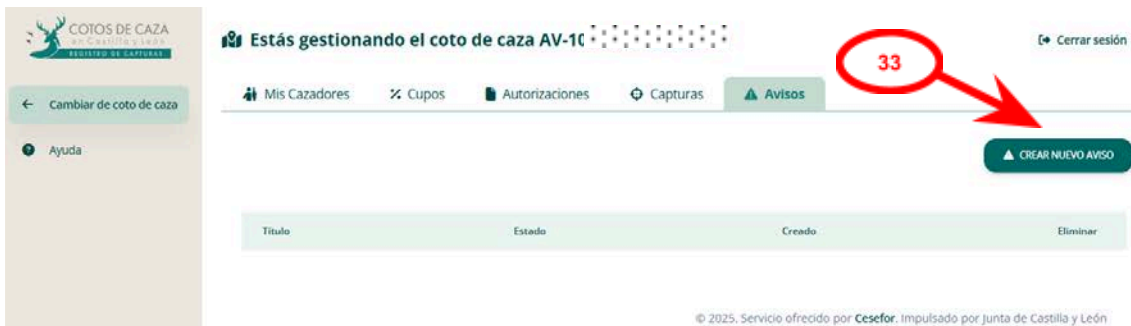 COTOS DE CAZA
en Castilla y León
REGISTRO DE CAPTURAS
Estás gestionando el coto de caza AV-10
Cerrar sesión
33
Cambiar de coto de caza
Mis Cazadores
Cupos
Autorizaciones
Capturas
Avisos
Ayuda
CREAR NUEVO AVISO
Título
Estado
Creado
Eliminar
© 2025. Servicio ofrecido por Cesefor. Impulsado por Junta de Castilla y León